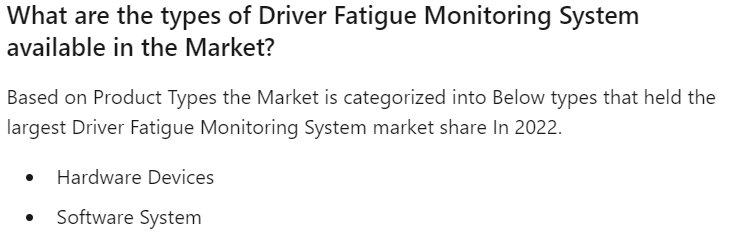 What are the types of Driver Fatigue Monitoring System
available in the Market?
Based on Product Types the Market is categorized into Below types that held the
largest Driver Fatigue Monitoring System market share In 2022.
• Hardware Devices
• Software System